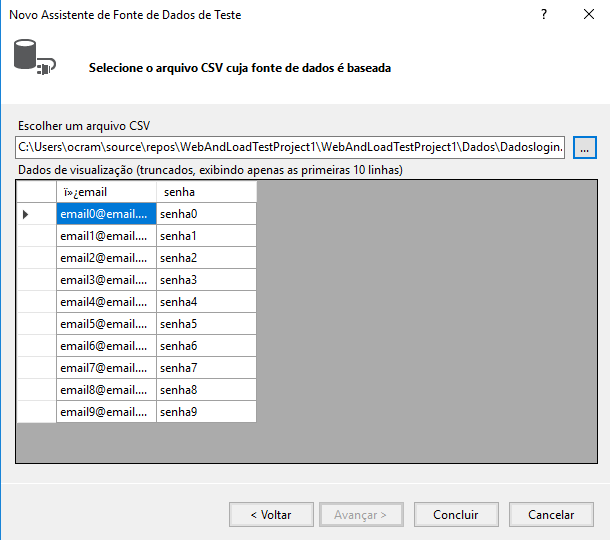 Novo Assistente de Fonte de Dados de Teste ?
Selecione o arquivo CSV cuja fonte de dados é baseada
Escolher um arquivo CSV
C:\Users\ocram\source\repos\WebAndLoadTestProject1\WebAndLoadTestProject1\Dados\Dadoslogin. ...
Dados de visualização (truncados, exibindo apenas as primeiras 10 linhas)
ï»¿email senha
email0@email.... senha0
email1@email.... senha1
email2@email.... senha2
email3@email.... senha3
email4@email.... senha4
email5@email.... senha5
email6@email.... senha6
email7@email.... senha7
email8@email.... senha8
email9@email.... senha9
< Voltar Avançar > Concluir Cancelar